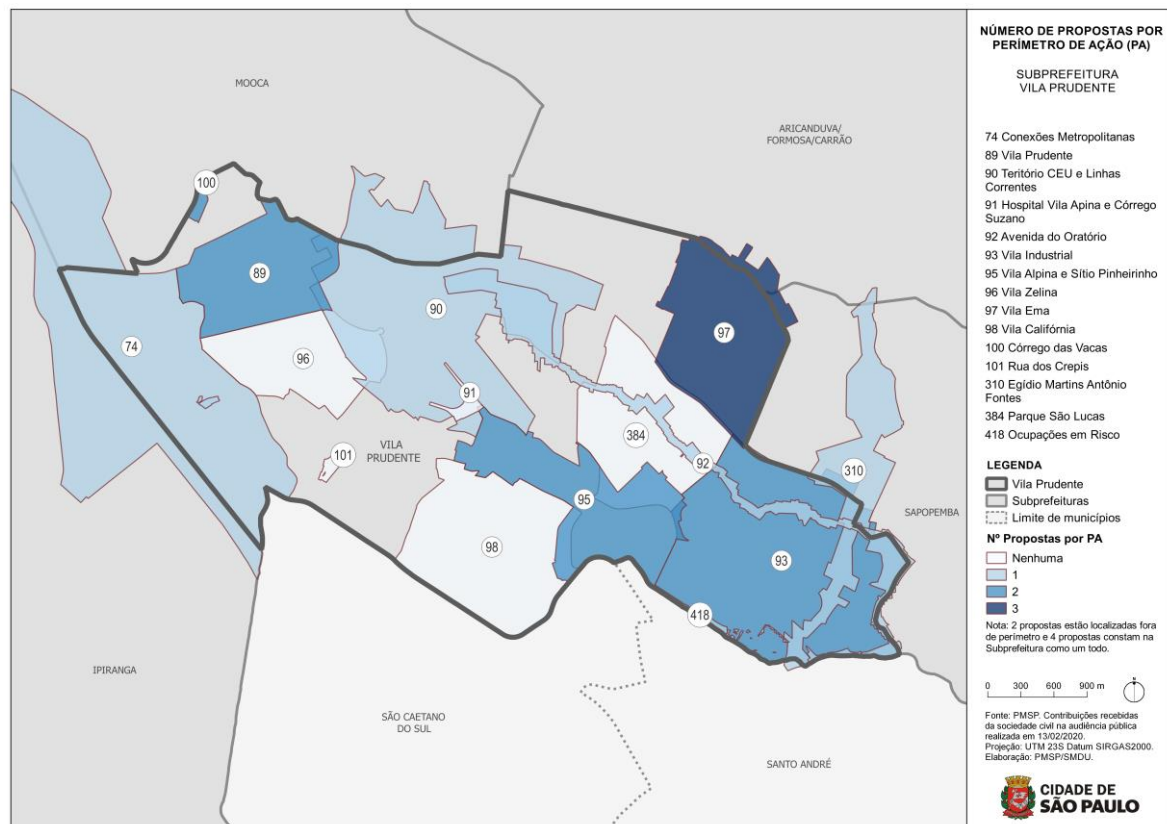 MOOCA
ARICANDUVA/
FORMOSA/CARRÃO
100
89
90
97
74
96
91
101
VILA
PRUDENTE
384
92
310
95
SAPOPEMBA
98
93
418
IPIRANGA
SÃO CAETANO
DO SUL
SANTO ANDRÉ
NÚMERO DE PROPOSTAS POR
PERÍMETRO DE AÇÃO (PA)
SUBPREFEITURA
VILA PRUDENTE
74 Conexões Metropolitanas
89 Vila Prudente
90 Teritório CEU e Linhas
Correntes
91 Hospital Vila Apina e Córrego
Suzano
92 Avenida do Oratório
93 Vila Industrial
95 Vila Alpina e Sítio Pinheirinho
96 Vila Zelina
97 Vila Ema
98 Vila Califórnia
100 Córrego das Vacas
101 Rua dos Crepis
310 Egídio Martins Antônio
Fontes
384 Parque São Lucas
418 Ocupações em Risco
LEGENDA
Vila Prudente
Subprefeituras
Limite de municípios
Nº Propostas por PA
Nenhuma
1
2
3
Nota: 2 propostas estão localizadas fora
de perímetro e 4 propostas constam na
Subprefeitura como um todo.
0 300 600 900 m
N
Fonte: PMSP. Contribuições recebidas
da sociedade civil na audiência pública
realizada em 13/02/2020.
Projeção: UTM 23S Datum SIRGAS2000.
Elaboração: PMSP/SMDU.
CIDADE DE
SÃO PAULO